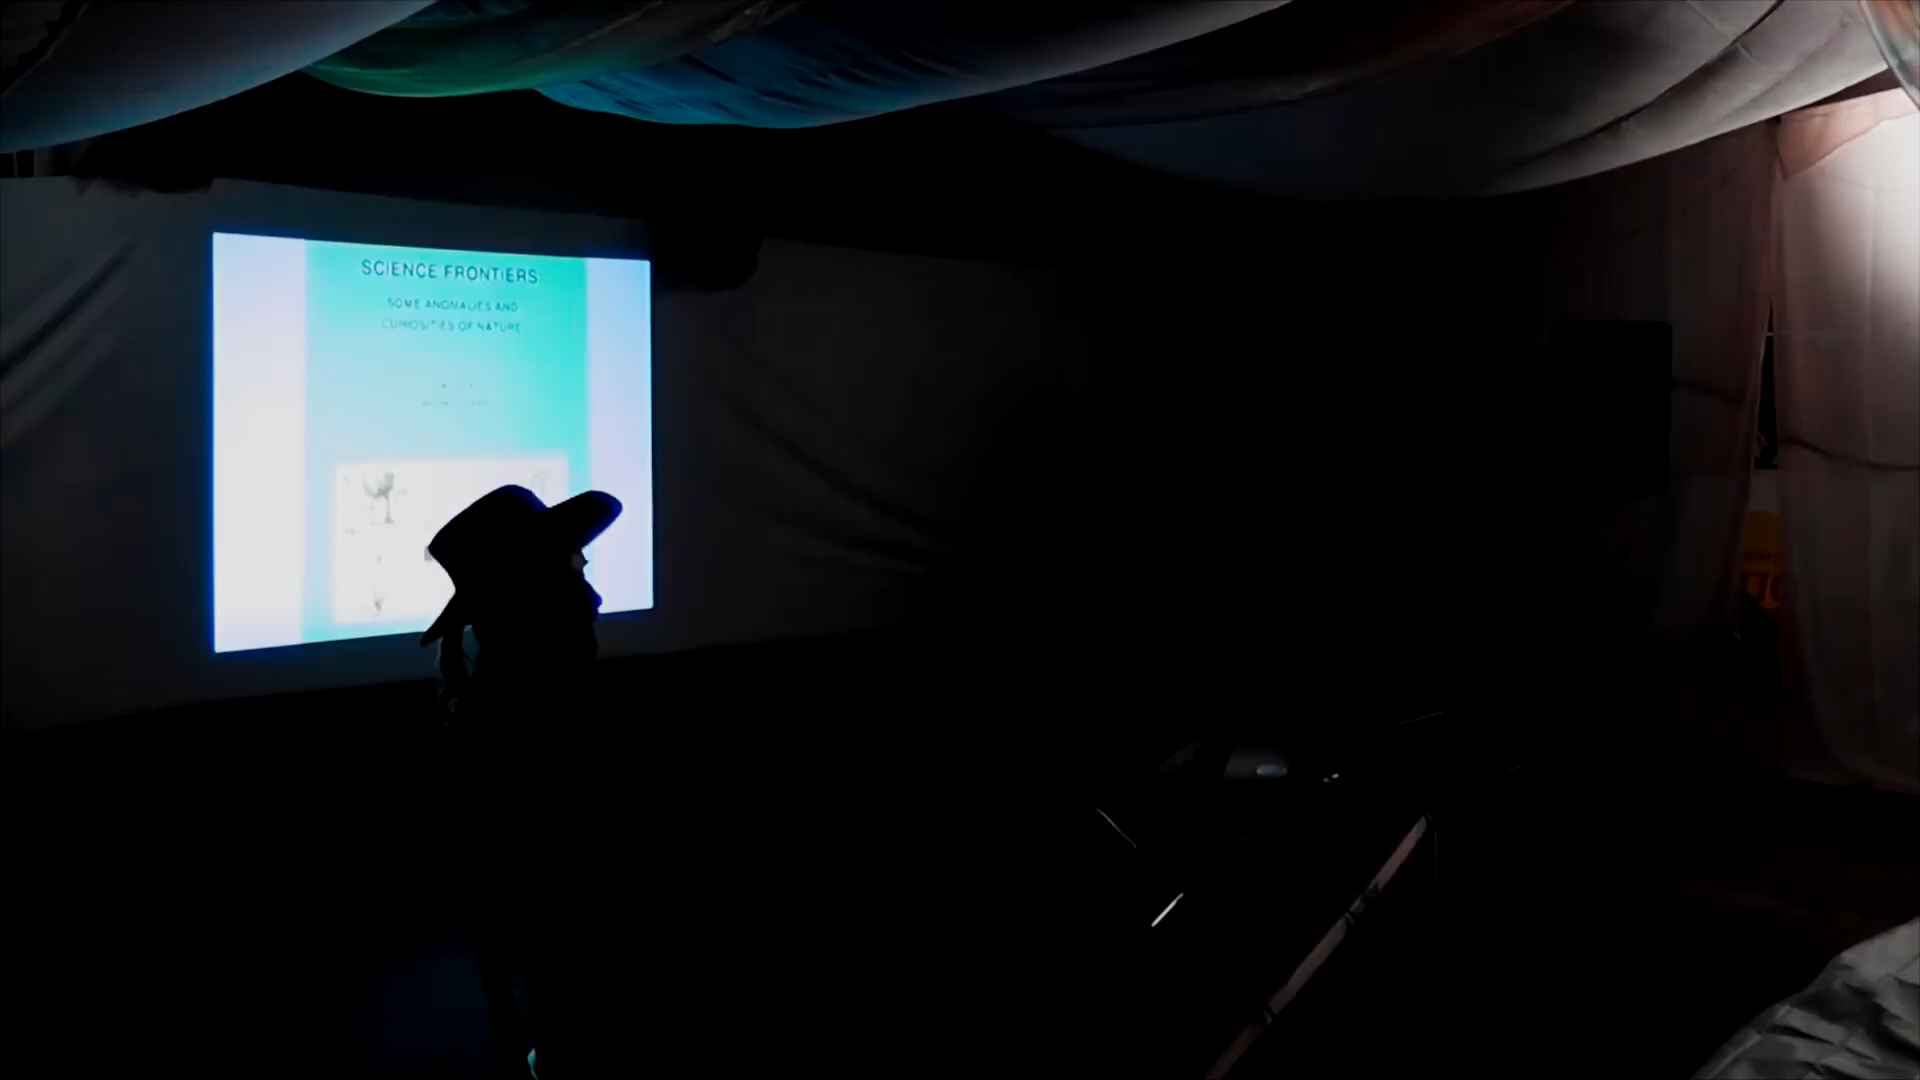 SCIENCE FRONTIERS
SOME ANOMALIES AND
CURIOSITIES OF NATURE